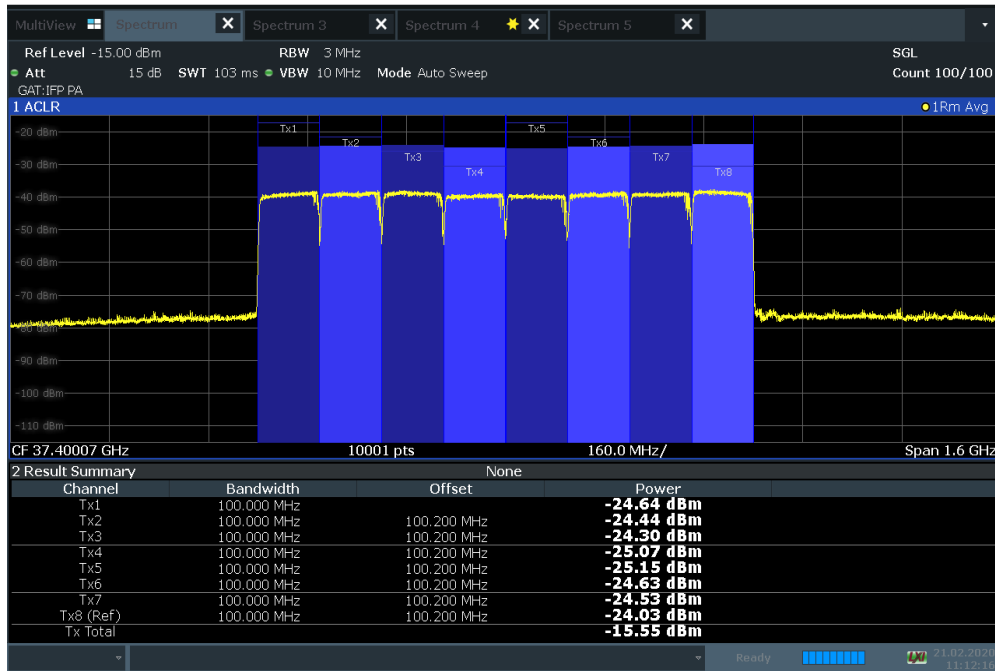 MultiView Spectrum X Spectrum 3 X Spectrum 4 X Spectrum 5 X
Ref Level -15.00 dBm RBW 3 MHz SGL
Att 15 dB SWT 103 ms VBW 10 MHz Mode Auto Sweep Count 100/100
GAT:IFP PA
1 ACLR 1Rm Avg
Tx1 Tx5
-20 dBm
Tx2 Tx6
Tx3 Tx7
-30 dBm
Tx4 Tx8
-40 dBm
-50 dBm
-60 dBm
-70 dBm
-80 dBm
-90 dBm
-100 dBm
-110 dBm
CF 37.40007 GHz 10001 pts 160.0 MHz/ Span 1.6 GHz
2 Result Summary None
Channel Bandwidth Offset Power
Tx1 100.000 MHz -24.64 dBm
Tx2 100.000 MHz 100.200 MHz -24.44 dBm
Tx3 100.000 MHz 100.200 MHz -24.30 dBm
Tx4 100.000 MHz 100.200 MHz -25.07 dBm
Tx5 100.000 MHz 100.200 MHz -25.15 dBm
Tx6 100.000 MHz 100.200 MHz -24.63 dBm
Tx7 100.000 MHz 100.200 MHz -24.53 dBm
Tx8 (Ref) 100.000 MHz 100.200 MHz -24.03 dBm
Tx Total -15.55 dBm
Ready 21.02.2020
11:12:16